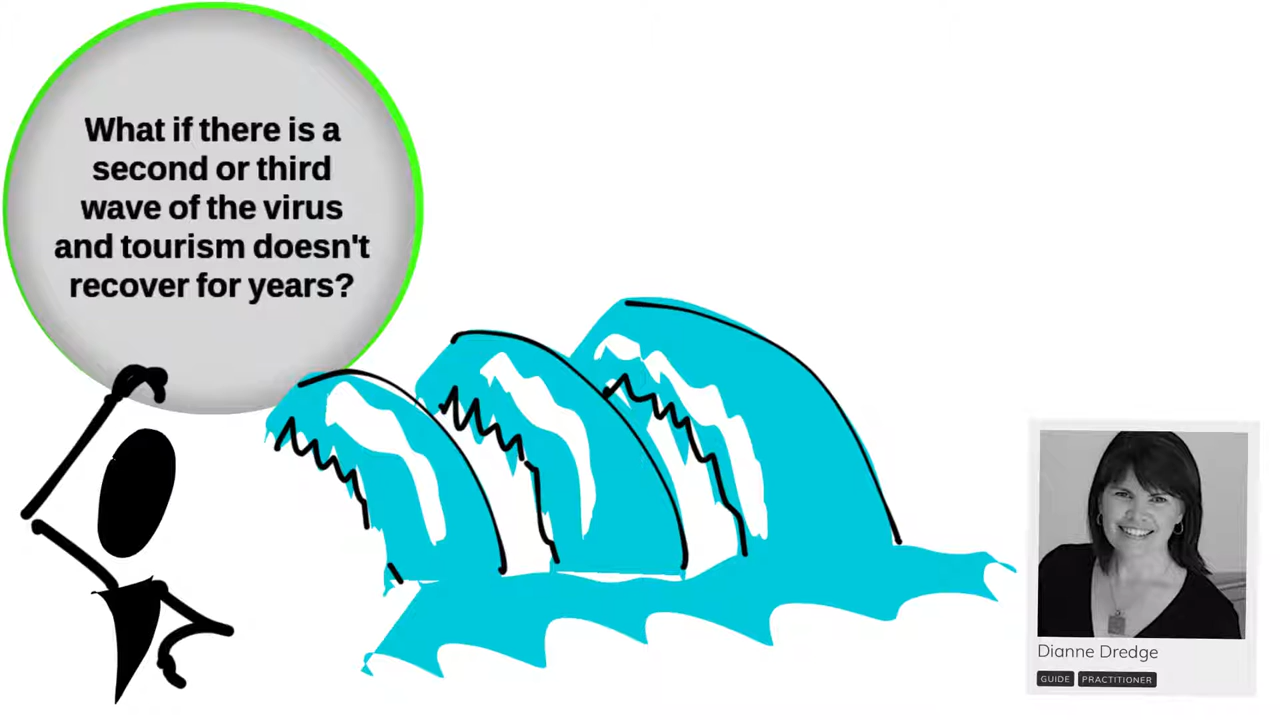 What if there is a
second or third
wave of the virus
and tourism doesn't
recover for years?
Dianne Dredge
GUIDE PRACTITIONER